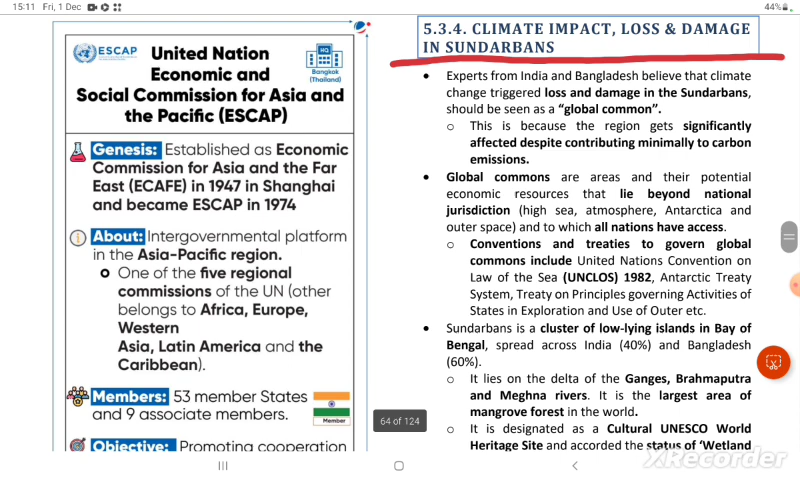 15:11 Fri, 1 Dec
44%
ESCAP
United Nation
Economic and
Social Commission for Asia and
the Pacific (ESCAP)
HQ
Bangkok
(Thailand)
Genesis: Established as Economic
Commission for Asia and the Far
East (ECAFE) in 1947 in Shanghai
and became ESCAP in 1974
About: Intergovernmental platform
in the Asia-Pacific region.
One of the five regional
commissions of the UN (other
belongs to Africa, Europe,
Western
Asia, Latin America and the
Caribbean).
Members: 53 member States
and 9 associate members.
Member
Objective: Promoting cooperation
5.3.4. CLIMATE IMPACT, LOSS & DAMAGE
IN SUNDARBANS
• Experts from India and Bangladesh believe that climate
change triggered loss and damage in the Sundarbans,
should be seen as a “global common”.
o This is because the region gets significantly
affected despite contributing minimally to carbon
emissions.
• Global commons are areas and their potential
economic resources that lie beyond national
jurisdiction (high sea, atmosphere, Antarctica and
outer space) and to which all nations have access.
o Conventions and treaties to govern global
commons include United Nations Convention on
Law of the Sea (UNCLOS) 1982, Antarctic Treaty
System, Treaty on Principles governing Activities of
States in Exploration and Use of Outer etc.
• Sundarbans is a cluster of low-lying islands in Bay of
Bengal, spread across India (40%) and Bangladesh
(60%).
o It lies on the delta of the Ganges, Brahmaputra
and Meghna rivers. It is the largest area of
mangrove forest in the world.
o It is designated as a Cultural UNESCO World
Heritage Site and accorded the status of ‘Wetland
64 of 124
XRecorder